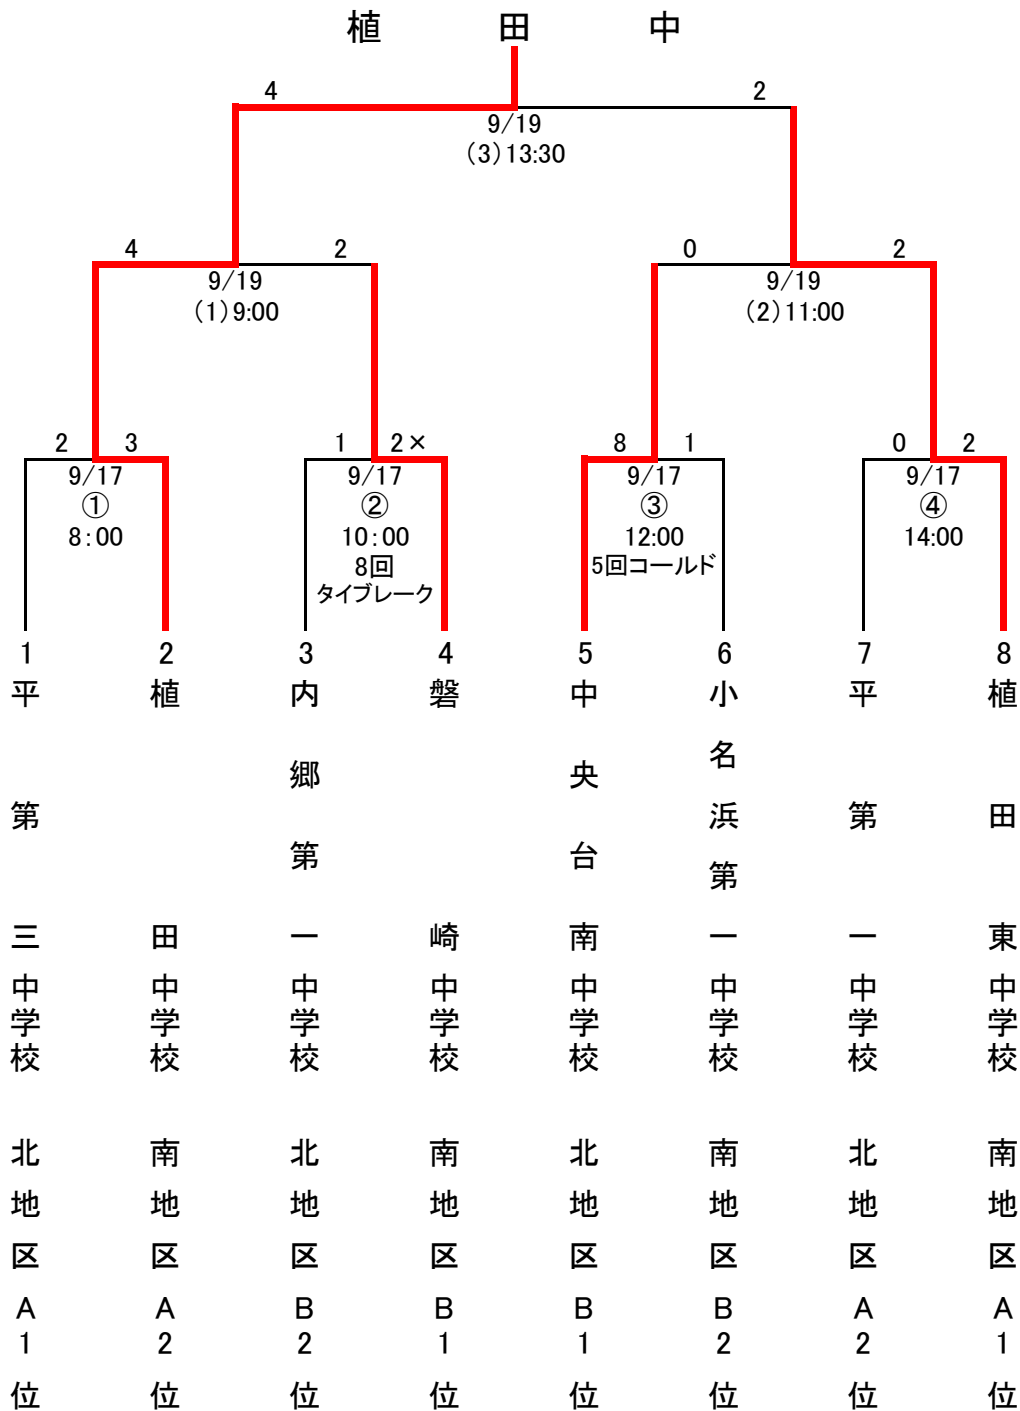 植田中
4 2
9/19
(3)13:30
4 2 0 2
9/19 9/19
(1)9:00 (2)11:00
2 3 1 2× 8 1 0 2
9/17 9/17 9/17 9/17
① ② ③ ④
8:00 10:00 12:00 14:00
8回 5回コールド
タイブレーク
1 2 3 4 5 6 7 8
平第三中学校
植田中学校
内郷第一中学校
磐崎中学校
中央台南中学校
小名浜第一中学校
平第一中学校
植田東中学校
北地区A1位
南地区A2位
北地区B2位
南地区B1位
北地区B1位
南地区B2位
北地区A2位
南地区A1位